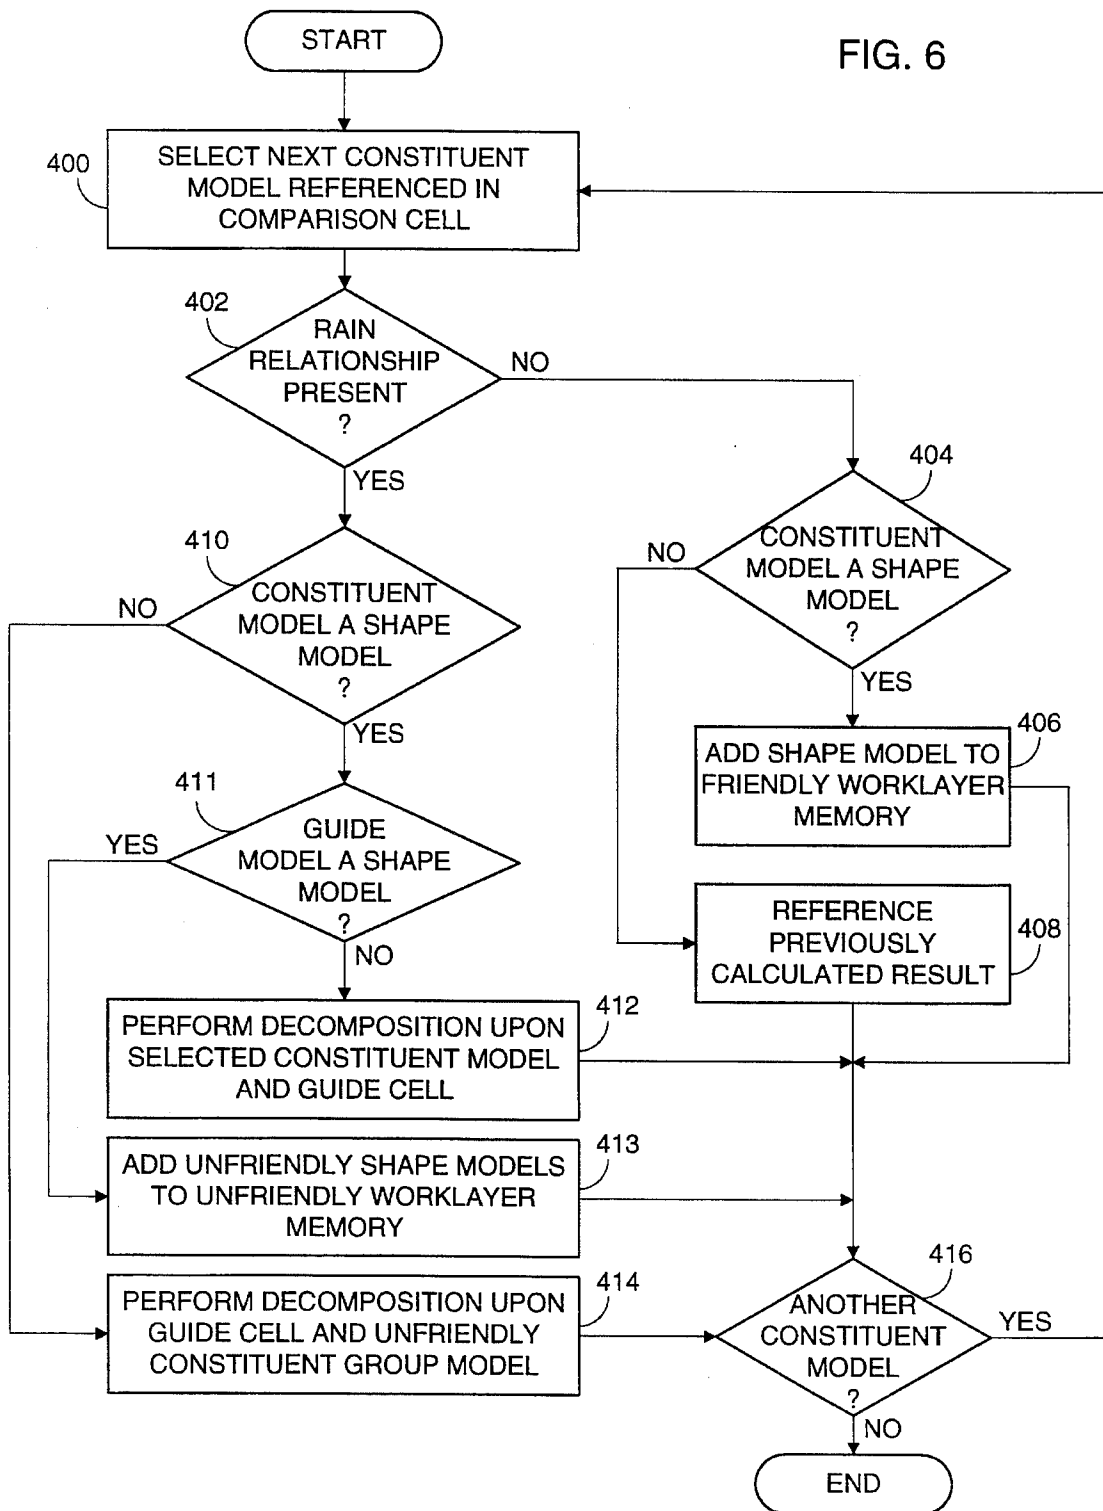 START
FIG. 6
400
SELECT NEXT CONSTITUENT
MODEL REFERENCED IN
COMPARISON CELL
402
RAIN
RELATIONSHIP
PRESENT
?
NO
YES
404
CONSTITUENT
MODEL A SHAPE
MODEL
?
NO
YES
410
CONSTITUENT
MODEL A SHAPE
MODEL
?
NO
YES
406
ADD SHAPE MODEL TO
FRIENDLY WORKLAYER
MEMORY
411
GUIDE
MODEL A SHAPE
MODEL
?
YES
NO
REFERENCE
PREVIOUSLY
CALCULATED RESULT
408
PERFORM DECOMPOSITION UPON
SELECTED CONSTITUENT MODEL
AND GUIDE CELL
412
ADD UNFRIENDLY SHAPE MODELS
TO UNFRIENDLY WORKLAYER
MEMORY
413
PERFORM DECOMPOSITION UPON
GUIDE CELL AND UNFRIENDLY
CONSTITUENT GROUP MODEL
414
416
ANOTHER
CONSTITUENT
MODEL
?
YES
NO
END